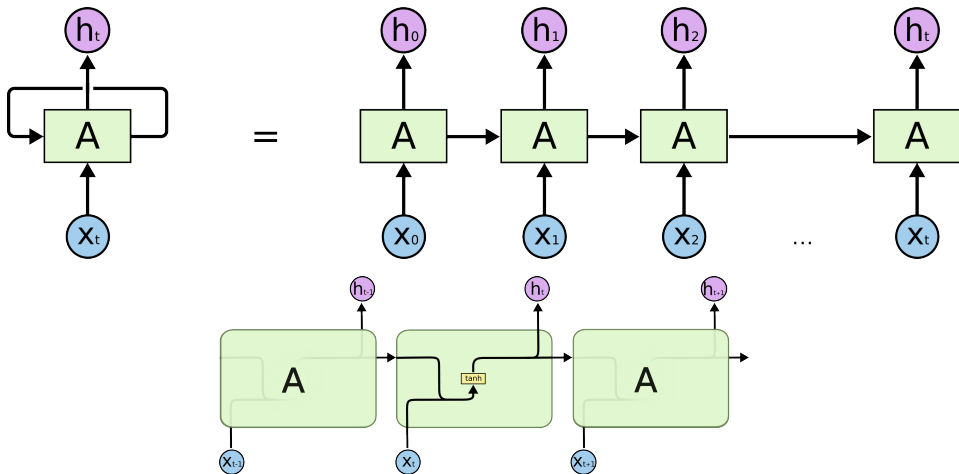 hₜ h₀ h₁ h₂ hₜ
A = A A A A
xₜ x₀ x₁ x₂ ... xₜ
hₜ₋₁ hₜ hₜ₊₁
A tanh A
xₜ₋₁ xₜ xₜ₊₁